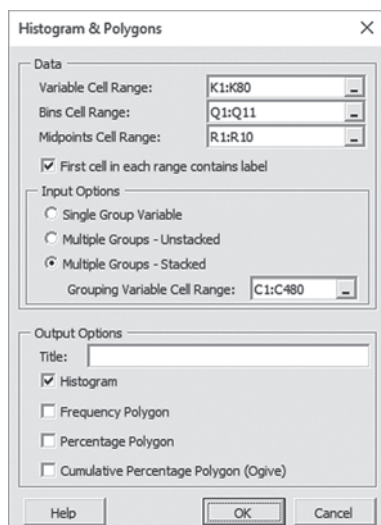 Histogram & Polygons
Data
Variable Cell Range: K1:K80
Bins Cell Range: Q1:Q11
Midpoints Cell Range: R1:R10
First cell in each range contains label
Input Options
Single Group Variable
Multiple Groups - Unstacked
Multiple Groups - Stacked
Grouping Variable Cell Range: C1:C480
Output Options
Title:
Histogram
Frequency Polygon
Percentage Polygon
Cumulative Percentage Polygon (Ogive)
Help OK Cancel